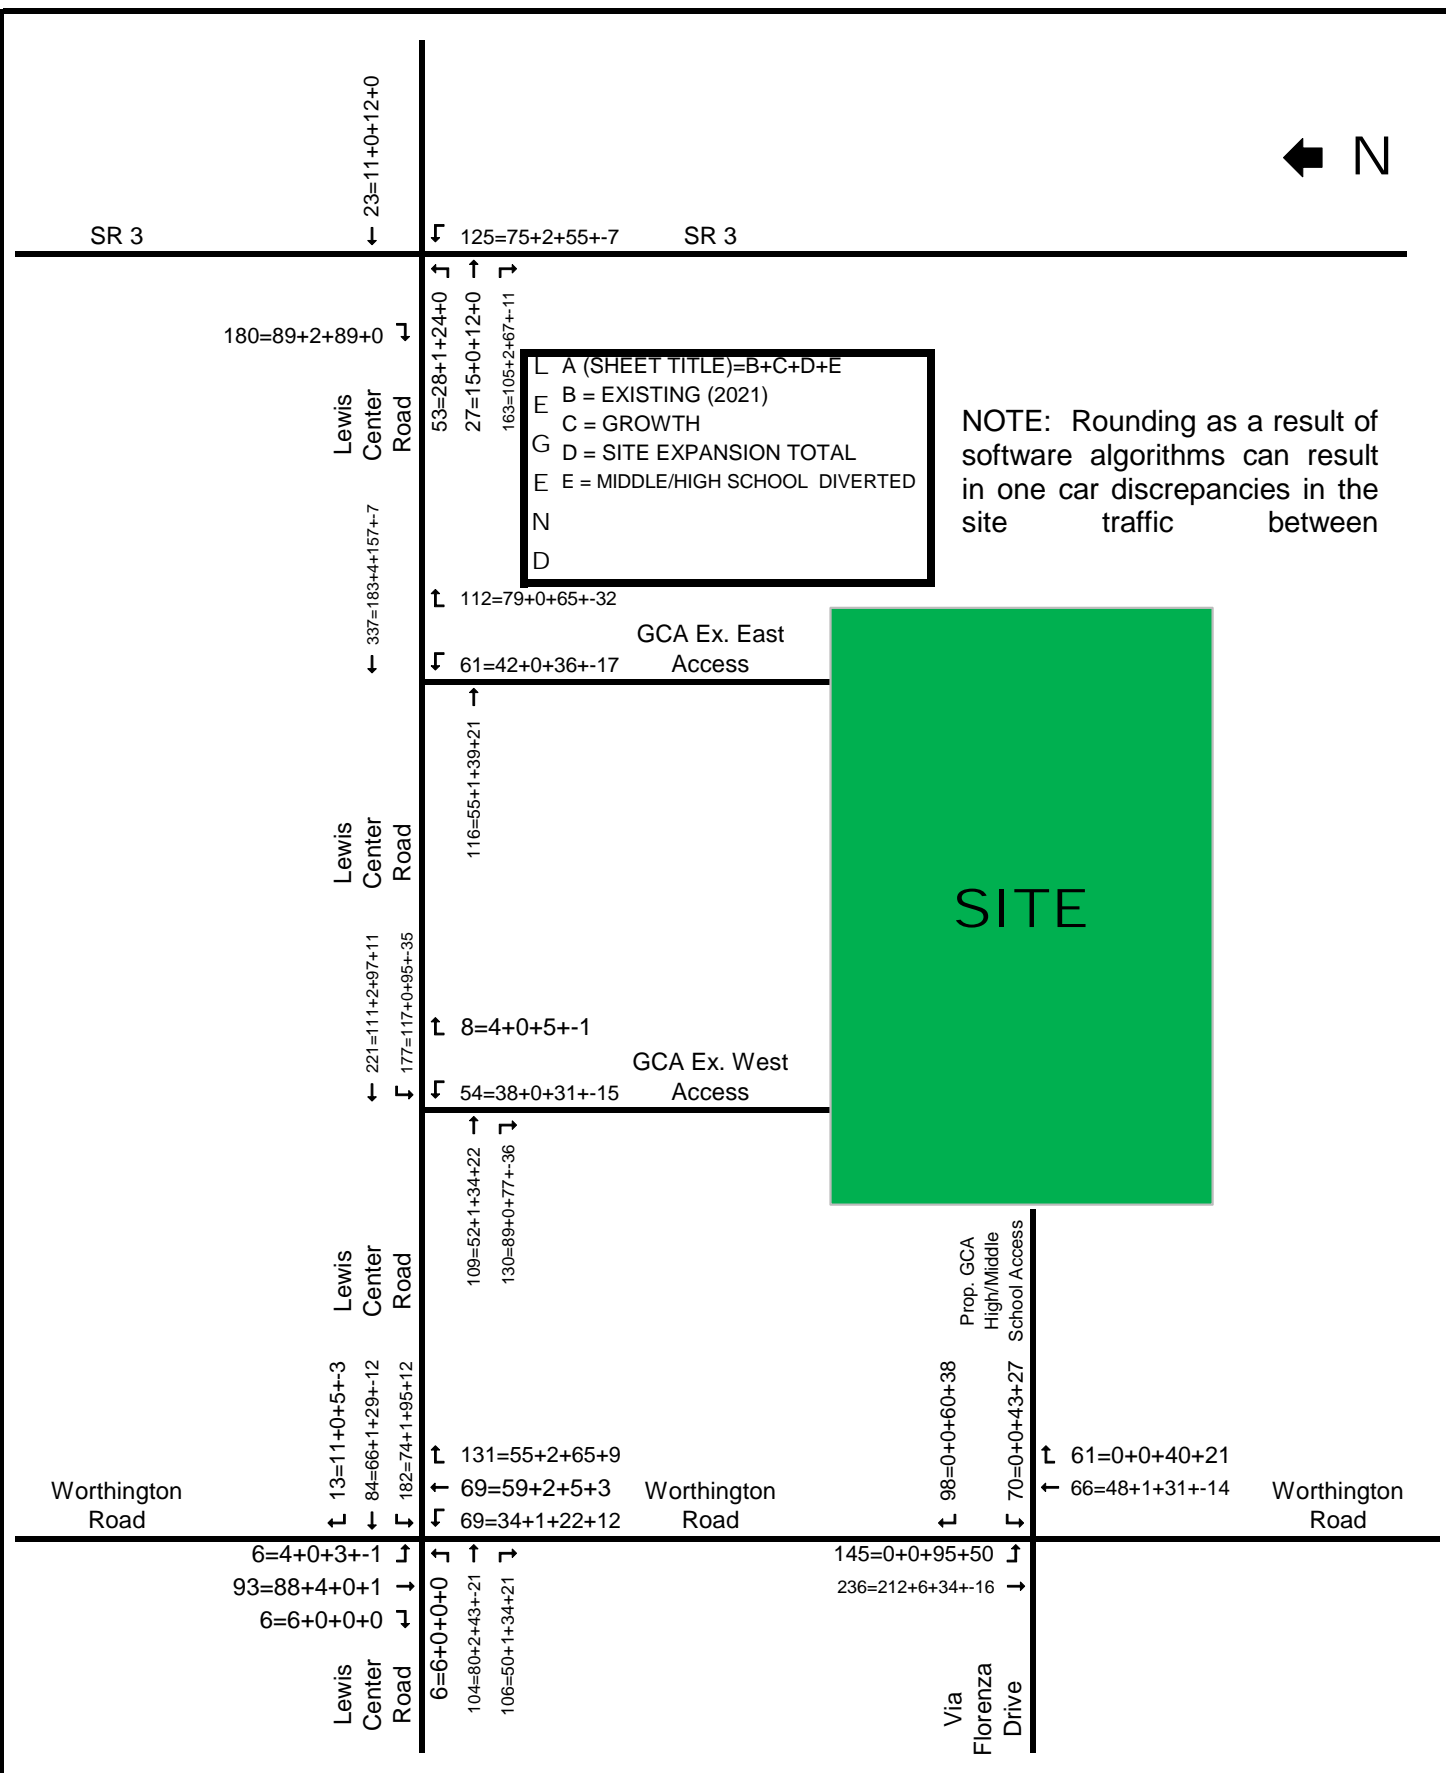 23=11+0+12+0
N
SR 3
125=75+2+55+-7
SR 3
180=89+2+89+0
53=28+1+24+0
27=15+0+12+0
163=105+2+67+-11
Lewis
Center
Road
LEGEND
A (SHEET TITLE)=B+C+D+E
B = EXISTING (2021)
C = GROWTH
D = SITE EXPANSION TOTAL
E = MIDDLE/HIGH SCHOOL DIVERTED
NOTE: Rounding as a result of
software algorithms can result
in one car discrepancies in the
site traffic between
337=183+4+157+-7
112=79+0+65+-32
GCA Ex. East
Access
61=42+0+36+-17
116=55+1+39+21
Lewis
Center
Road
SITE
221=111+2+97+11
177=117+0+95+-35
8=4+0+5+-1
GCA Ex. West
Access
54=38+0+31+-15
109=52+1+34+22
130=89+0+77+-36
Lewis
Center
Road
Prop. GCA
High/Middle
School Access
13=11+0+5+-3
84=66+1+29+-12
182=74+1+95+12
131=55+2+65+9
69=59+2+5+3
69=34+1+22+12
Worthington
Road
Worthington
Road
98=0+0+60+38
70=0+0+43+27
61=0+0+40+21
66=48+1+31+-14
Worthington
Road
6=4+0+3+-1
93=88+4+0+1
6=6+0+0+0
6=6+0+0+0
104=80+2+43+-21
106=50+1+34+21
145=0+0+95+50
236=212+6+34+-16
Lewis
Center
Road
Via
Florenza
Drive